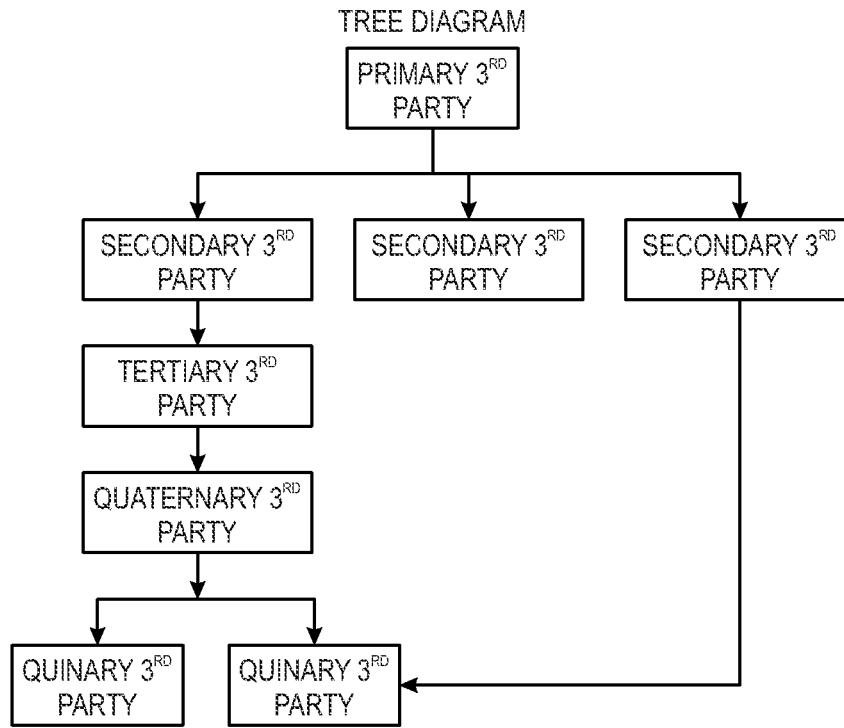 TREE DIAGRAM
PRIMARY 3RD
PARTY
SECONDARY 3RD
PARTY
SECONDARY 3RD
PARTY
SECONDARY 3RD
PARTY
TERTIARY 3RD
PARTY
QUATERNARY 3RD
PARTY
QUINARY 3RD
PARTY
QUINARY 3RD
PARTY